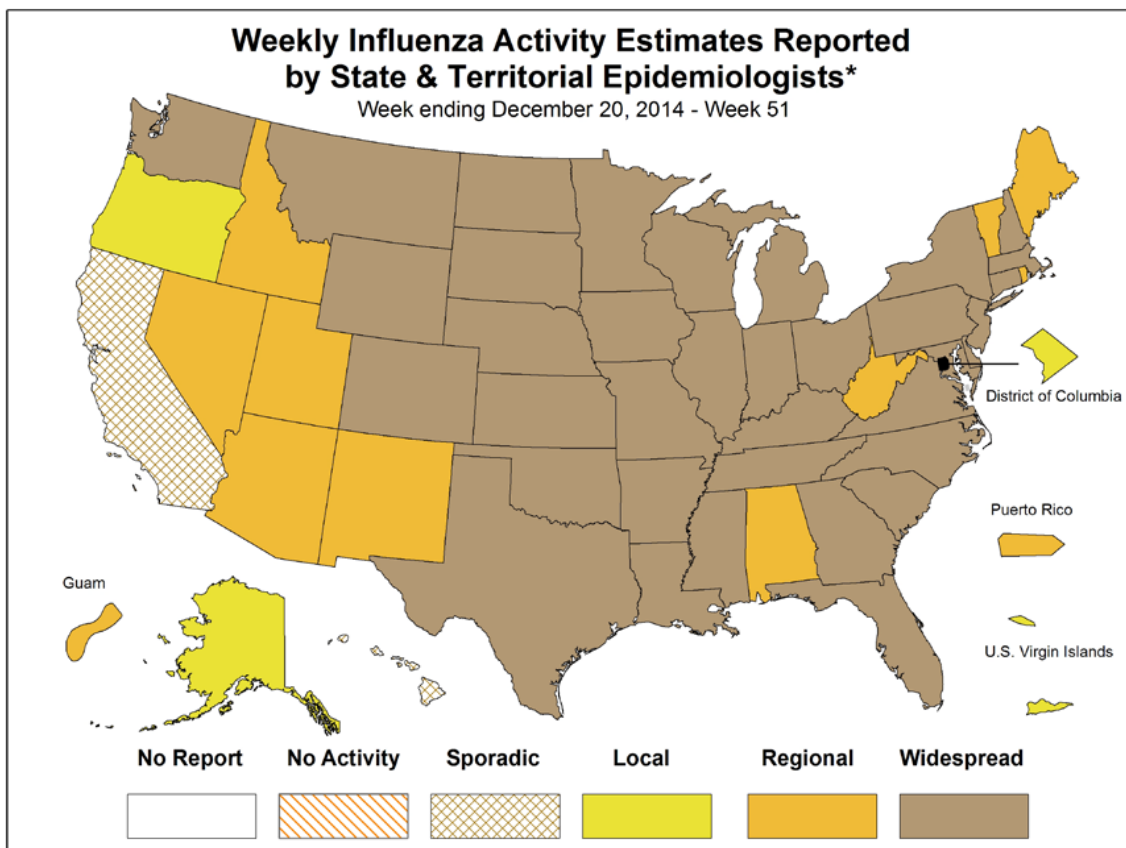 Weekly Influenza Activity Estimates Reported
by State & Territorial Epidemiologists*
Week ending December 20, 2014 - Week 51
District of Columbia
Puerto Rico
Guam
U.S. Virgin Islands
No Report No Activity Sporadic Local Regional Widespread